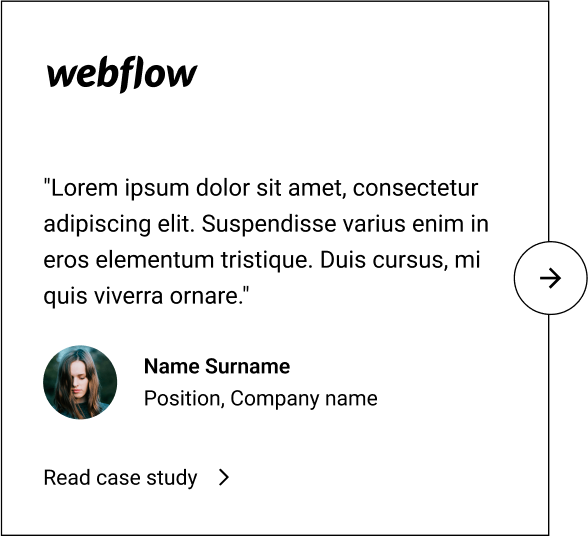 webflow
"Lorem ipsum dolor sit amet, consectetur
adipiscing elit. Suspendisse varius enim in
eros elementum tristique. Duis cursus, mi
quis viverra ornare."
Name Surname
Position, Company name
Read case study